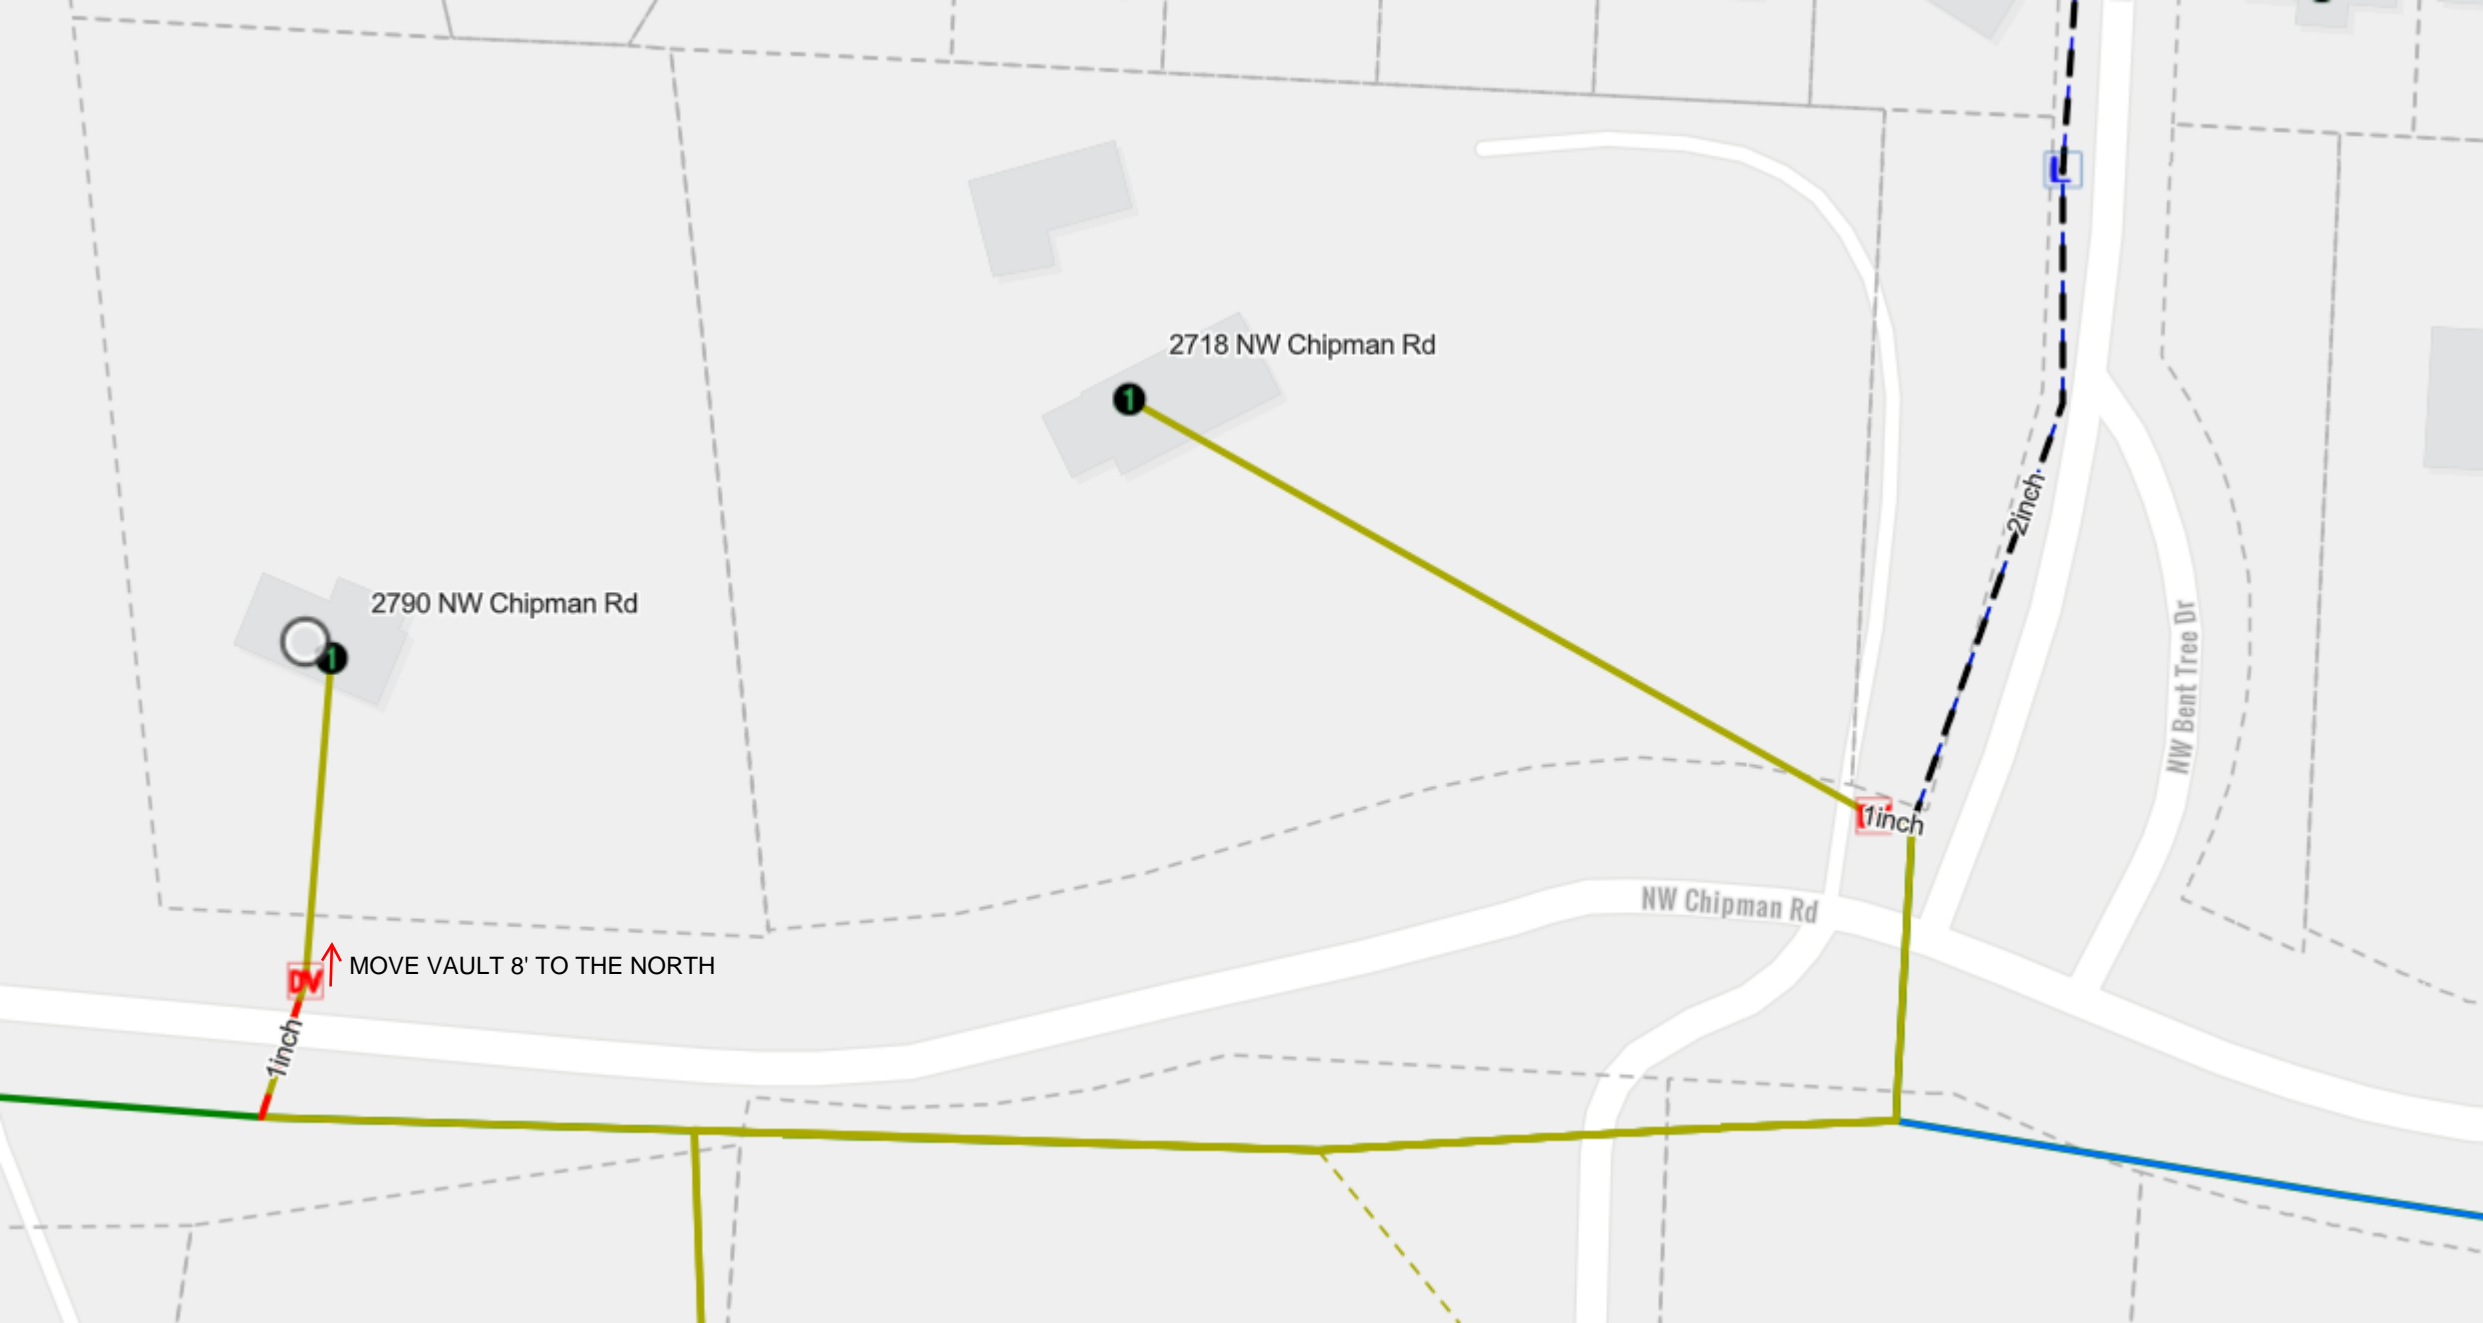 L
2718 NW Chipman Rd
1
2inch
2790 NW Chipman Rd
1
NW Bent Tree Dr
1inch
NW Chipman Rd
DV
MOVE VAULT 8' TO THE NORTH
1inch